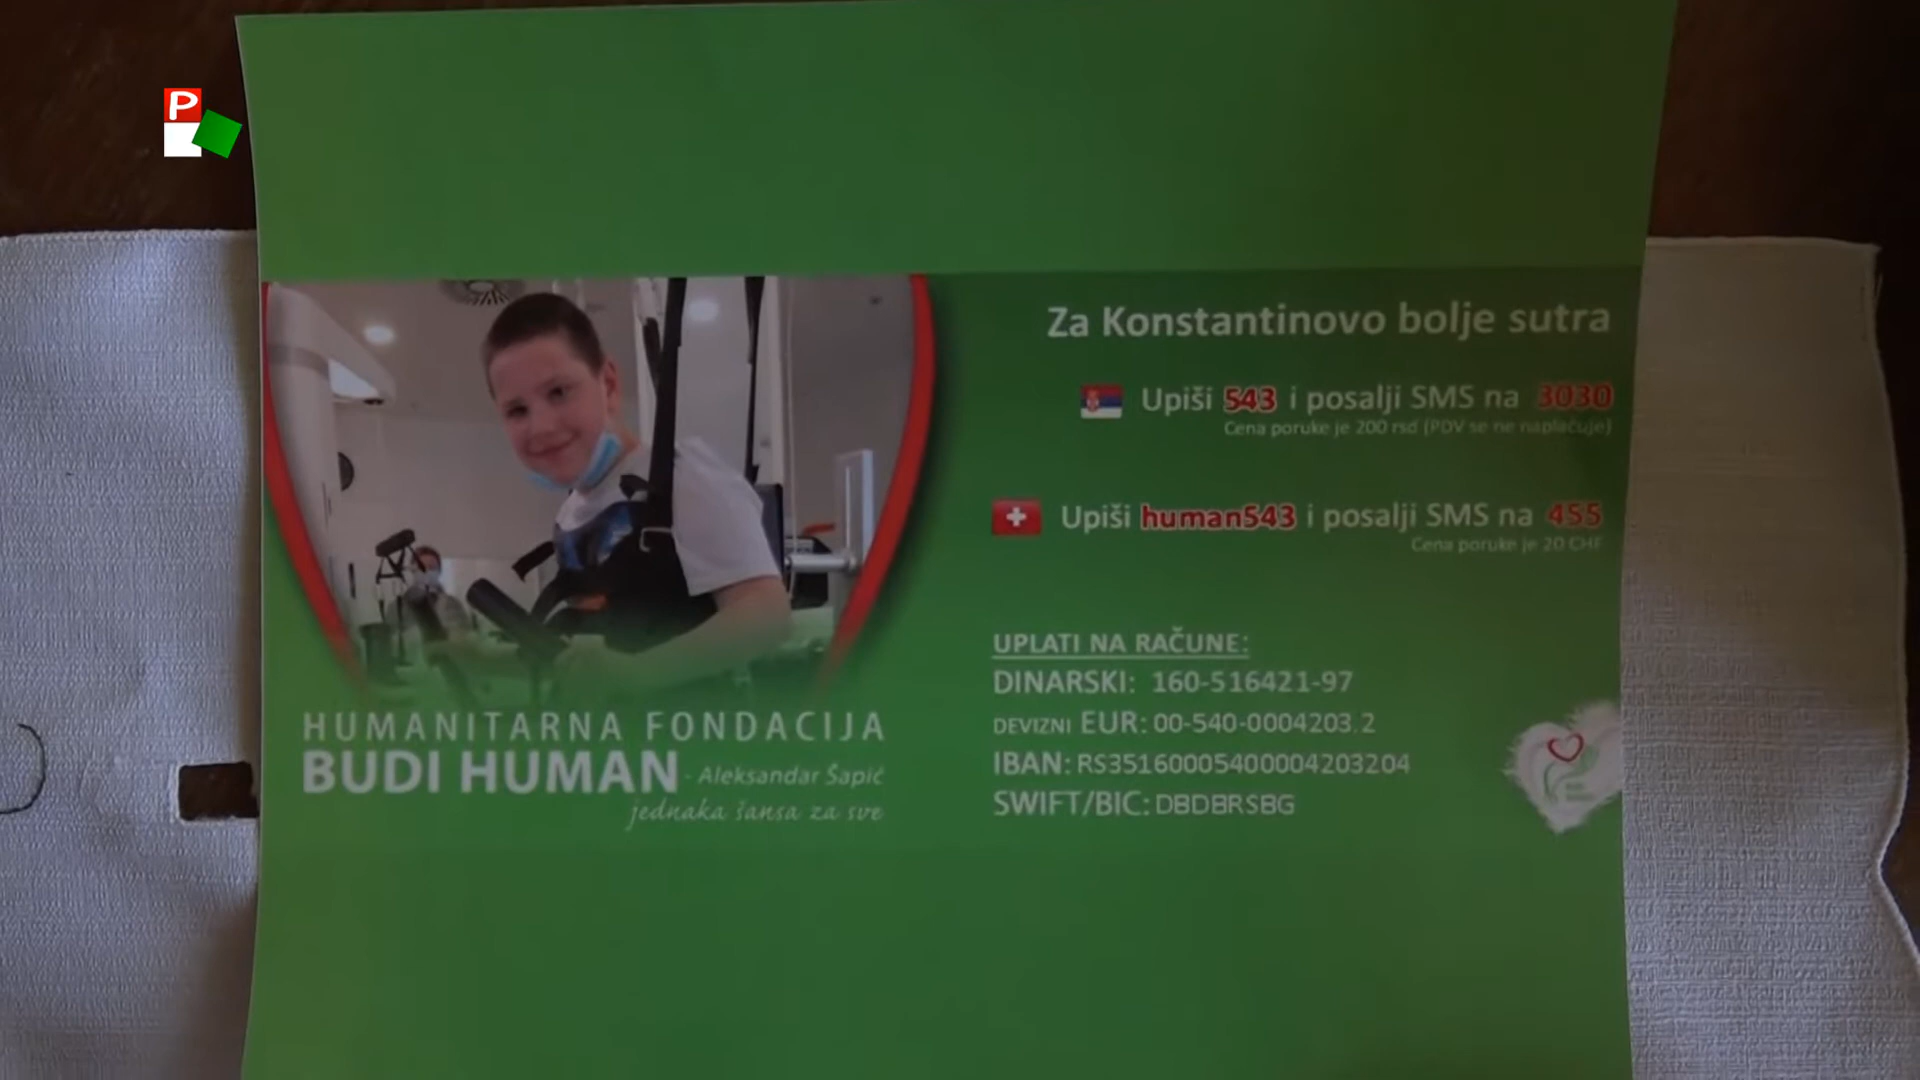 P
Za Konstantinovo bolje sutra
Upiši 543 i posalji SMS na 3030
Cena poruke je 200 rsd (PDV se ne naplaćuje)
Upiši human543 i posalji SMS na 455
Cena poruke je 20 CHF
UPLATI NA RAČUNE:
DINARSKI: 160-516421-97
DEVIZNI EUR: 00-540-0004203.2
IBAN: RS35160005400004203204
SWIFT/BIC: DBDBRSBG
HUMANITARNA FONDACIJA
BUDI HUMAN - Aleksandar Šapić
jednaka šansa za sve